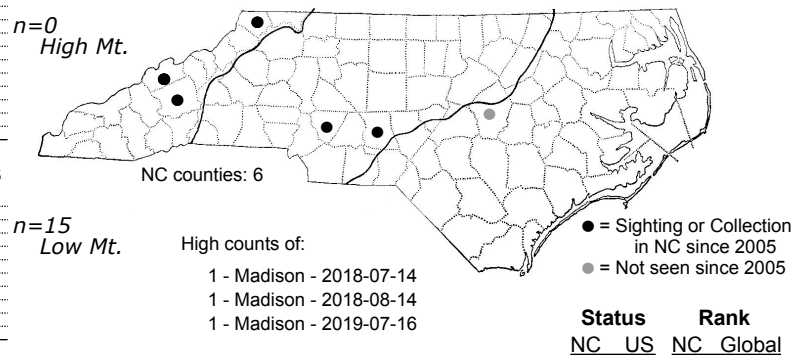 n=0
High Mt.
NC counties: 6
n=15
Low Mt.
High counts of:
1 - Madison - 2018-07-14
1 - Madison - 2018-08-14
1 - Madison - 2019-07-16
● = Sighting or Collection
in NC since 2005
● = Not seen since 2005
Status Rank
NC US NC Global